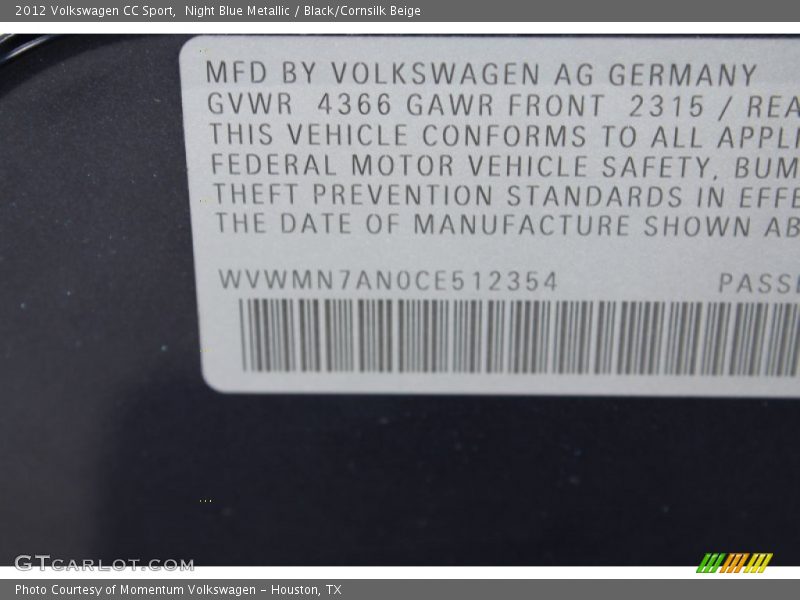 2012 Volkswagen CC Sport,  Night Blue Metallic / Black/Cornsilk Beige
MFD BY VOLKSWAGEN AG GERMANY
GVWR 4366 GAWR FRONT 2315 / REA
THIS VEHICLE CONFORMS TO ALL APPLI
FEDERAL MOTOR VEHICLE SAFETY, BUM
THEFT PREVENTION STANDARDS IN EFFE
THE DATE OF MANUFACTURE SHOWN AB
WVWMN7AN0CE512354 PASSE
GTCARLOT.COM
Photo Courtesy of Momentum Volkswagen – Houston, TX